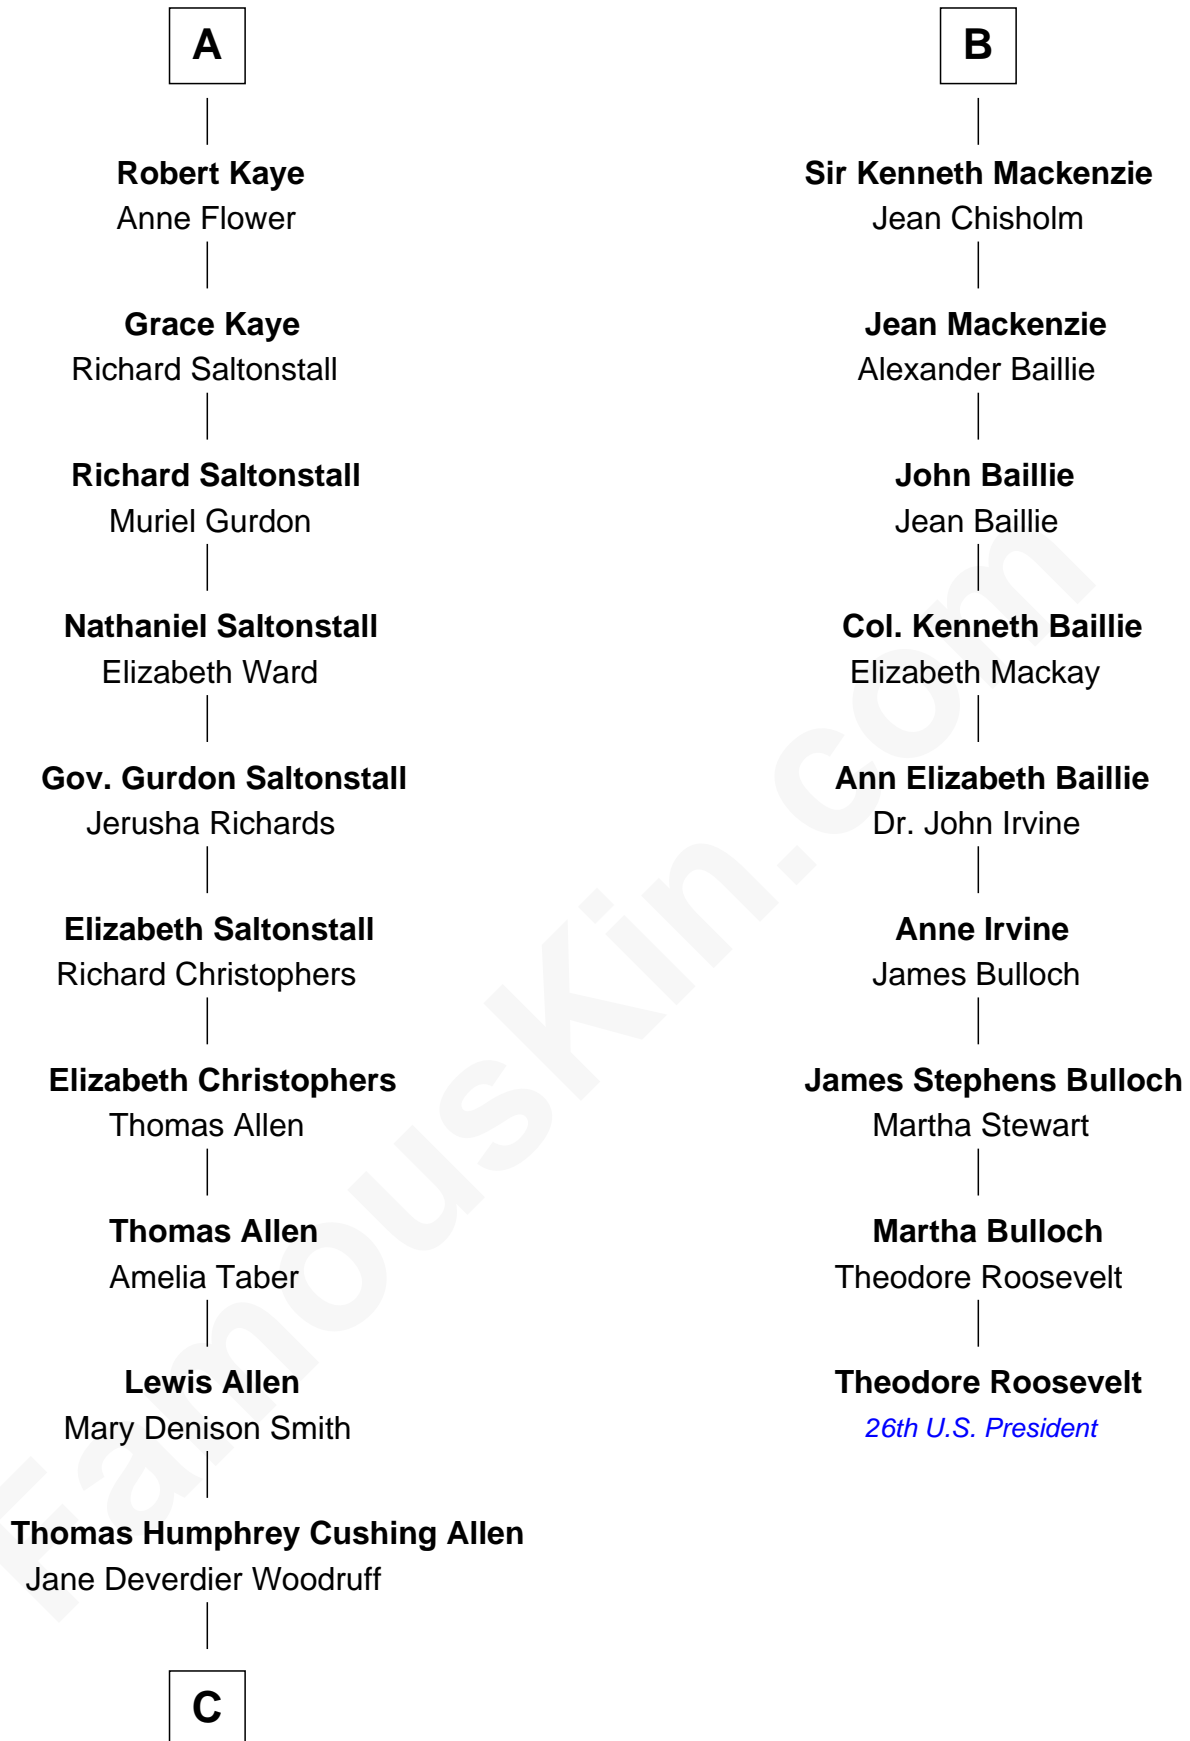 A
Robert Kaye
Anne Flower
Grace Kaye
Richard Saltonstall
Richard Saltonstall
Muriel Gurdon
Nathaniel Saltonstall
Elizabeth Ward
Gov. Gurdon Saltonstall
Jerusha Richards
Elizabeth Saltonstall
Richard Christophers
Elizabeth Christophers
Thomas Allen
Thomas Allen
Amelia Taber
Lewis Allen
Mary Denison Smith
Thomas Humphrey Cushing Allen
Jane Deverdier Woodruff
C
B
Sir Kenneth Mackenzie
Jean Chisholm
Jean Mackenzie
Alexander Baillie
John Baillie
Jean Baillie
Col. Kenneth Baillie
Elizabeth Mackay
Ann Elizabeth Baillie
Dr. John Irvine
Anne Irvine
James Bulloch
James Stephens Bulloch
Martha Stewart
Martha Bulloch
Theodore Roosevelt
Theodore Roosevelt
26th U.S. President
FamousKin.com